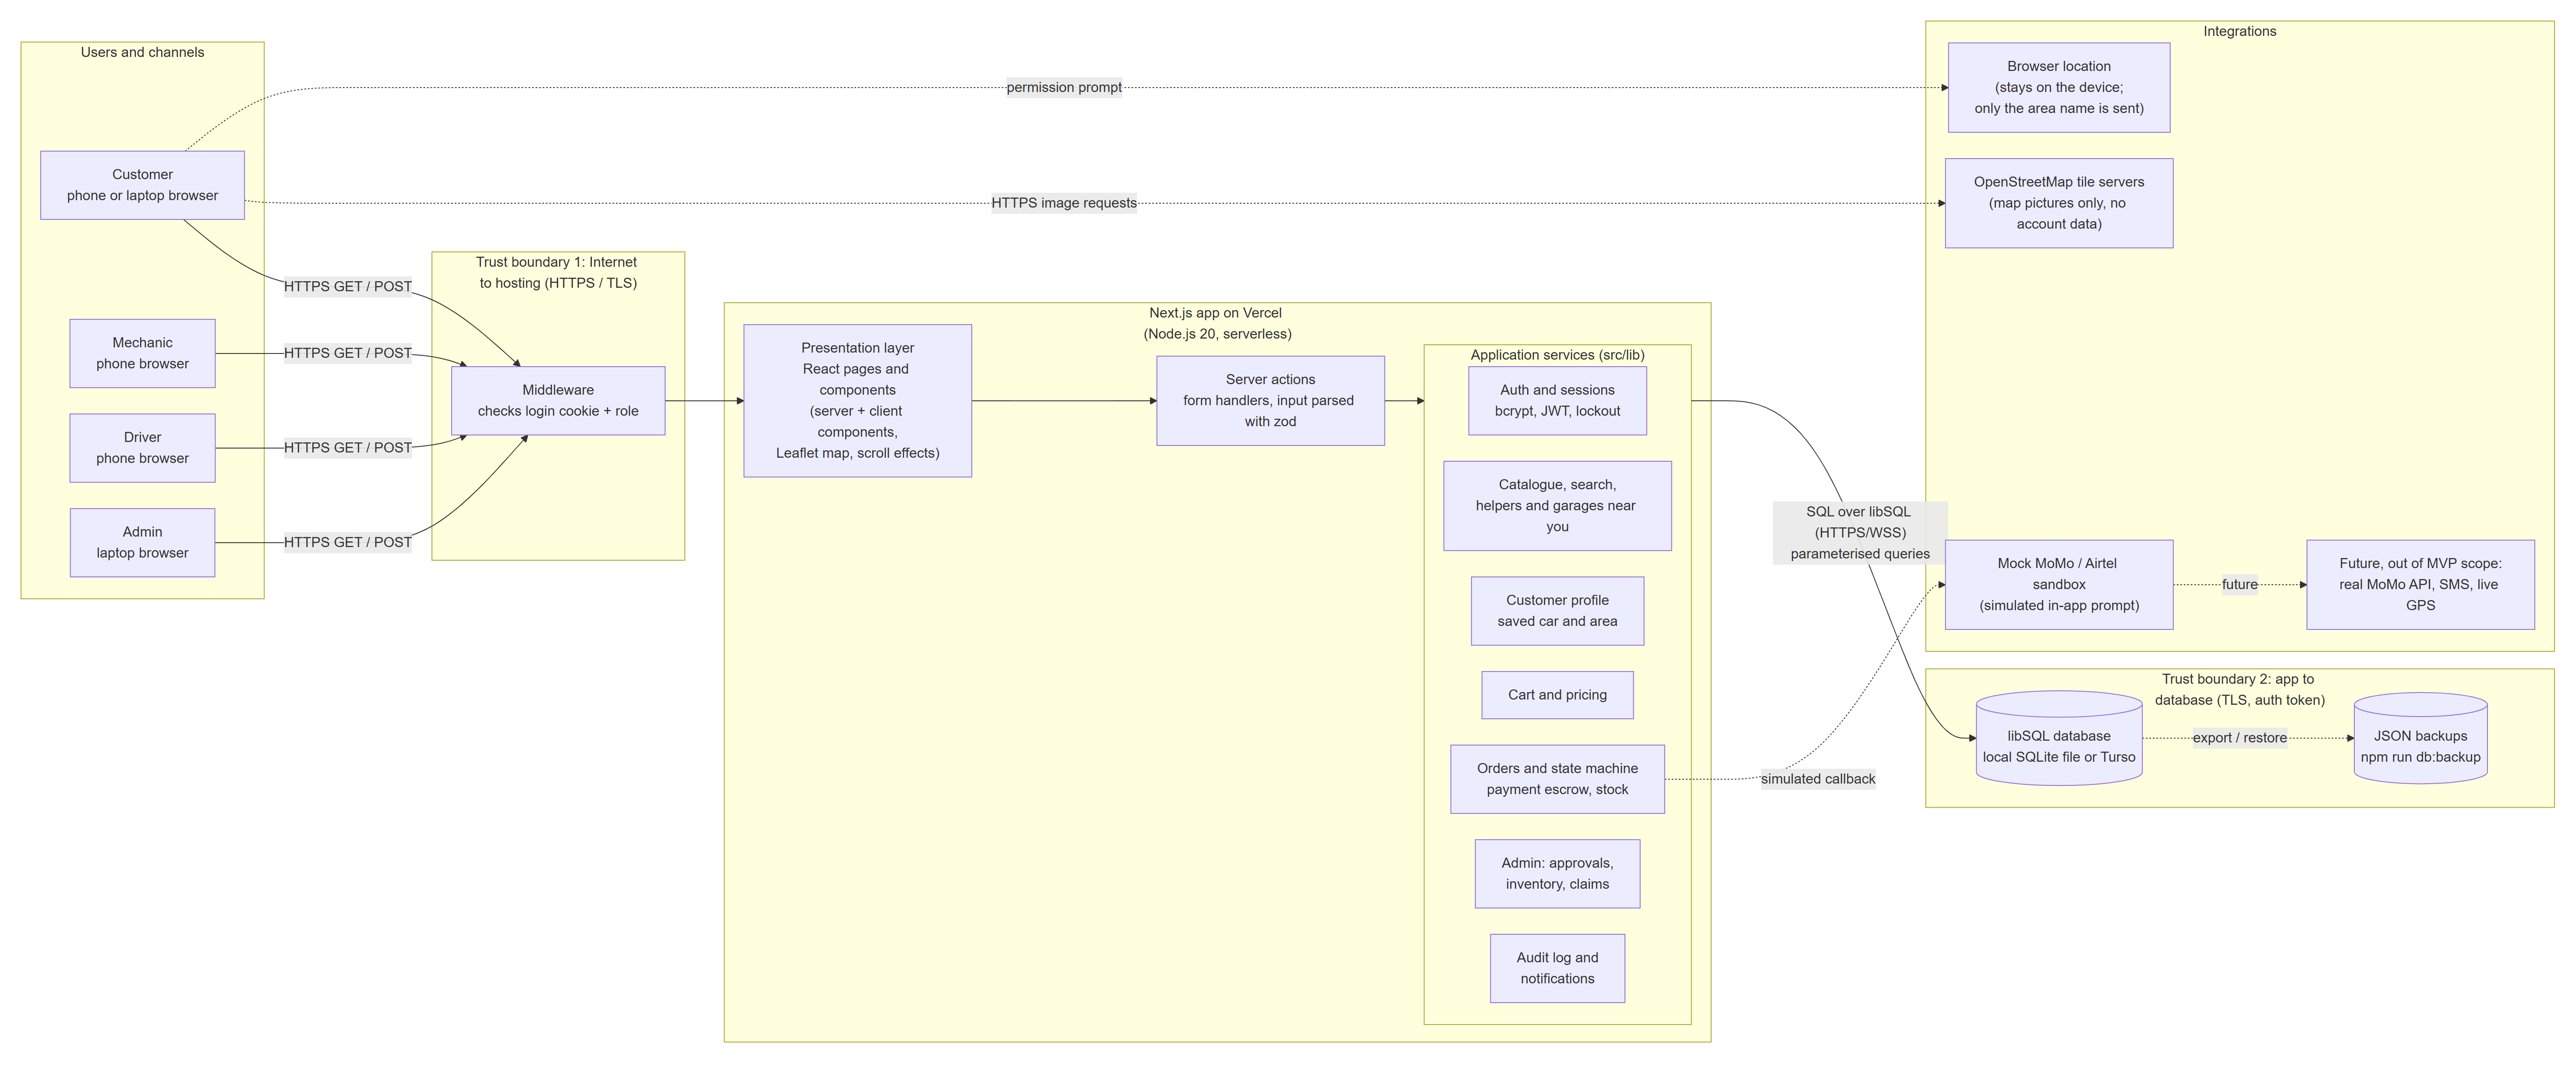 Users and channels
Customer
phone or laptop browser
Mechanic
phone browser
Driver
phone browser
Admin
laptop browser
permission prompt
HTTPS image requests
HTTPS GET / POST
HTTPS GET / POST
HTTPS GET / POST
HTTPS GET / POST
Trust boundary 1: Internet
to hosting (HTTPS / TLS)
Middleware
checks login cookie + role
Next.js app on Vercel
(Node.js 20, serverless)
Presentation layer
React pages and
components
(server + client
components,
Leaflet map, scroll effects)
Server actions
form handlers, input parsed
with zod
Application services (src/lib)
Auth and sessions
bcrypt, JWT, lockout
Catalogue, search,
helpers and garages near
you
Customer profile
saved car and area
Cart and pricing
Orders and state machine
payment escrow, stock
Admin: approvals,
inventory, claims
Audit log and
notifications
SQL over libSQL
(HTTPS/WSS)
parameterised queries
simulated callback
Integrations
Browser location
(stays on the device;
only the area name is sent)
OpenStreetMap tile servers
(map pictures only, no
account data)
Mock MoMo / Airtel
sandbox
(simulated in-app prompt)
future
Future, out of MVP scope:
real MoMo API, SMS, live
GPS
Trust boundary 2: app to
database (TLS, auth token)
libSQL database
local SQLite file or Turso
export / restore
JSON backups
npm run db:backup